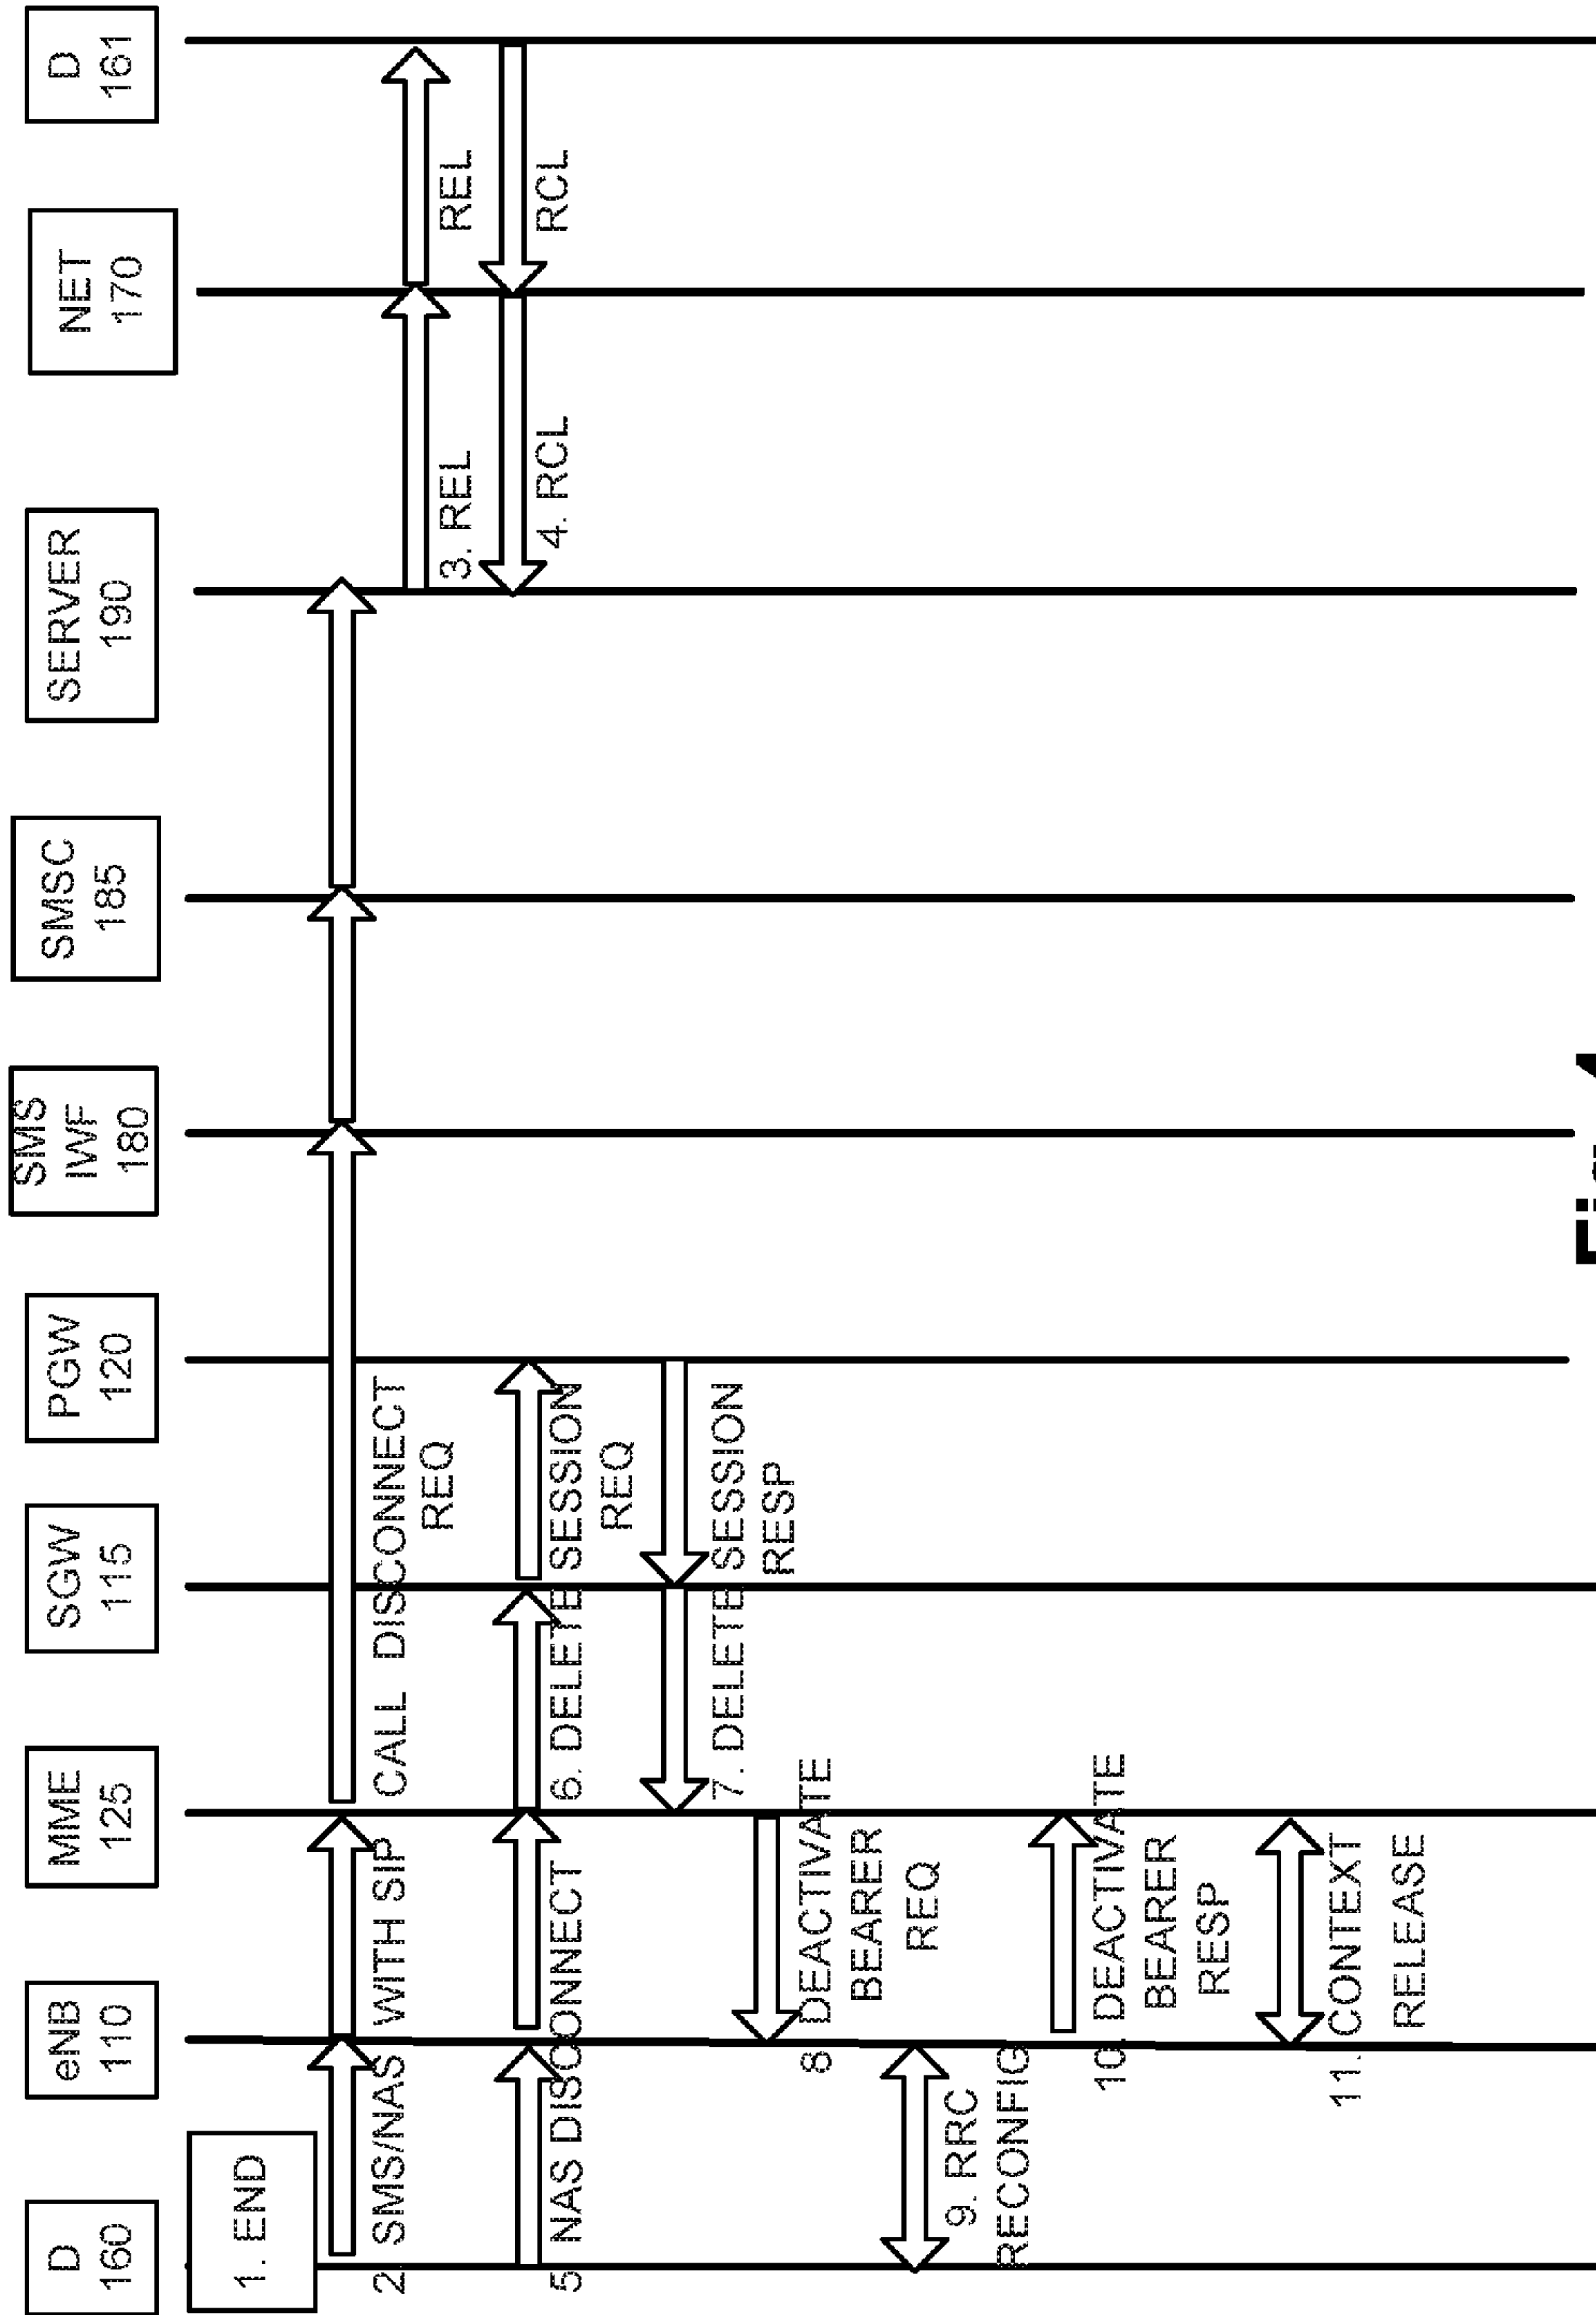 D
160
eNB
110
MME
125
SGW
115
PGW
120
SMS
IWF
180
SMSC
185
SERVER
190
NET
170
D
161
1. END
2. SMS/NAS WITH SIP CALL DISCONNECT
REQ
3. REL
REL
4. RCL
RCL
5. NAS DISCONNECT
6. DELETE SESSION
REQ
7. DELETE SESSION
RESP
8. DEACTIVATE
BEARER
REQ
9. RRC
RECONFIG
10. DEACTIVATE
BEARER
RESP
11. CONTEXT
RELEASE